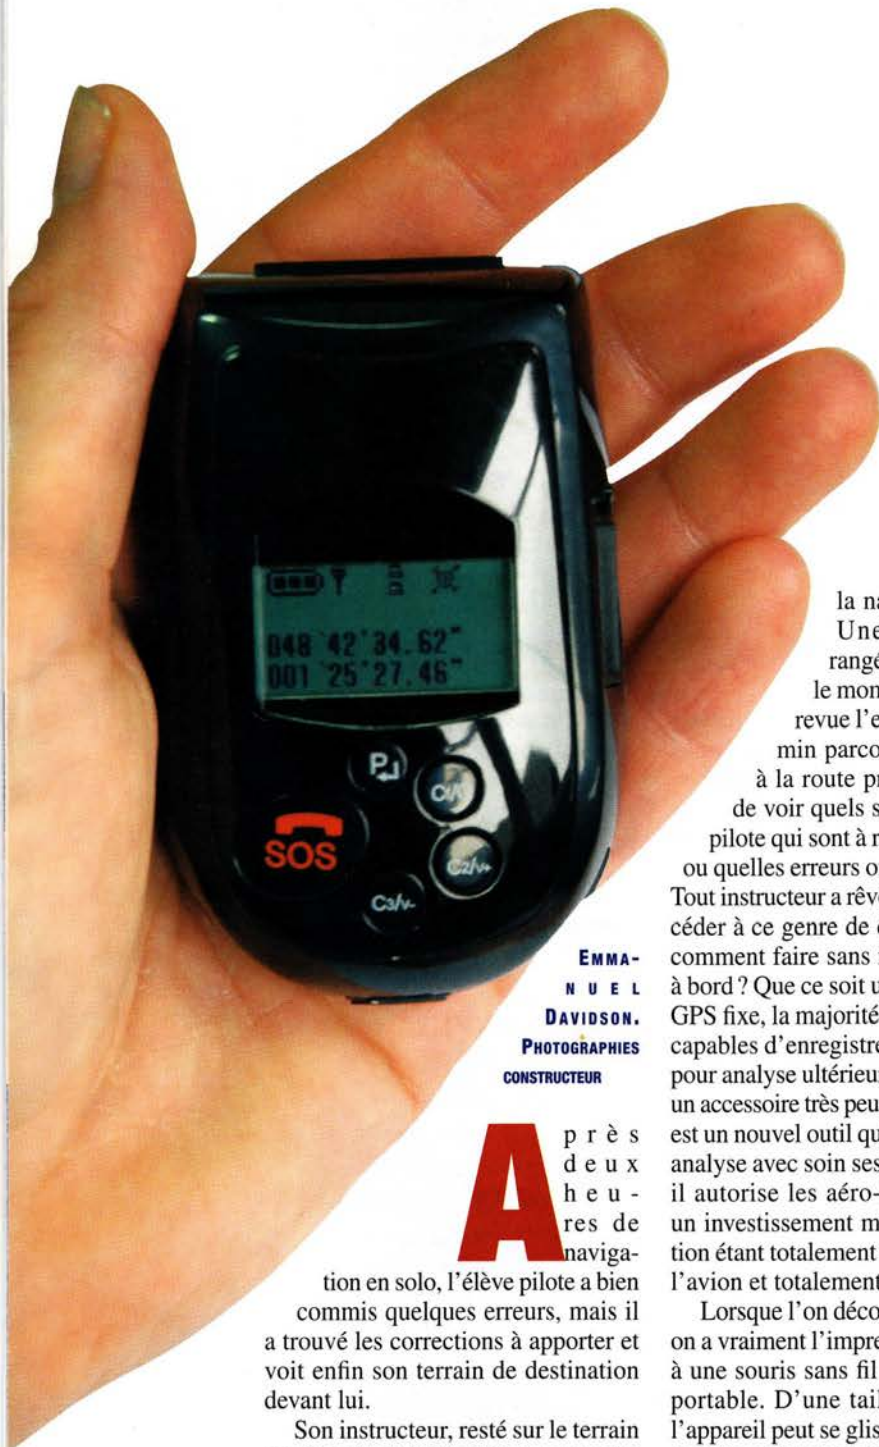 048°42'34.62"
001°25'27.46"
P
SOS
C2/v+
C3/v-
EMMA-
NUEL
DAVIDSON.
PHOTOGRAPHIES
CONSTRUCTEUR
Après
deux
heu-
res de
naviga-
tion en solo, l'élève pilote a bien
commis quelques erreurs, mais il
a trouvé les corrections à apporter et
voit enfin son terrain de destination
devant lui.
Son instructeur, resté sur le terrain
la na
Une
rangé
le mon
revue l'e
min parco
à la route pr
de voir quels s
pilote qui sont à r
ou quelles erreurs o
Tout instructeur a rêvé
céder à ce genre de
comment faire sans
à bord ? Que ce soit u
GPS fixe, la majorité
capables d'enregistre
pour analyse ultérieur
un accessoire très peu
est un nouvel outil qu
analyse avec soin ses
il autorise les aéro-
un investissement m
tion étant totalement
l'avion et totalement
Lorsque l'on déco
on a vraiment l'impre
à une souris sans fil
portable. D'une tail
l'appareil peut se glis